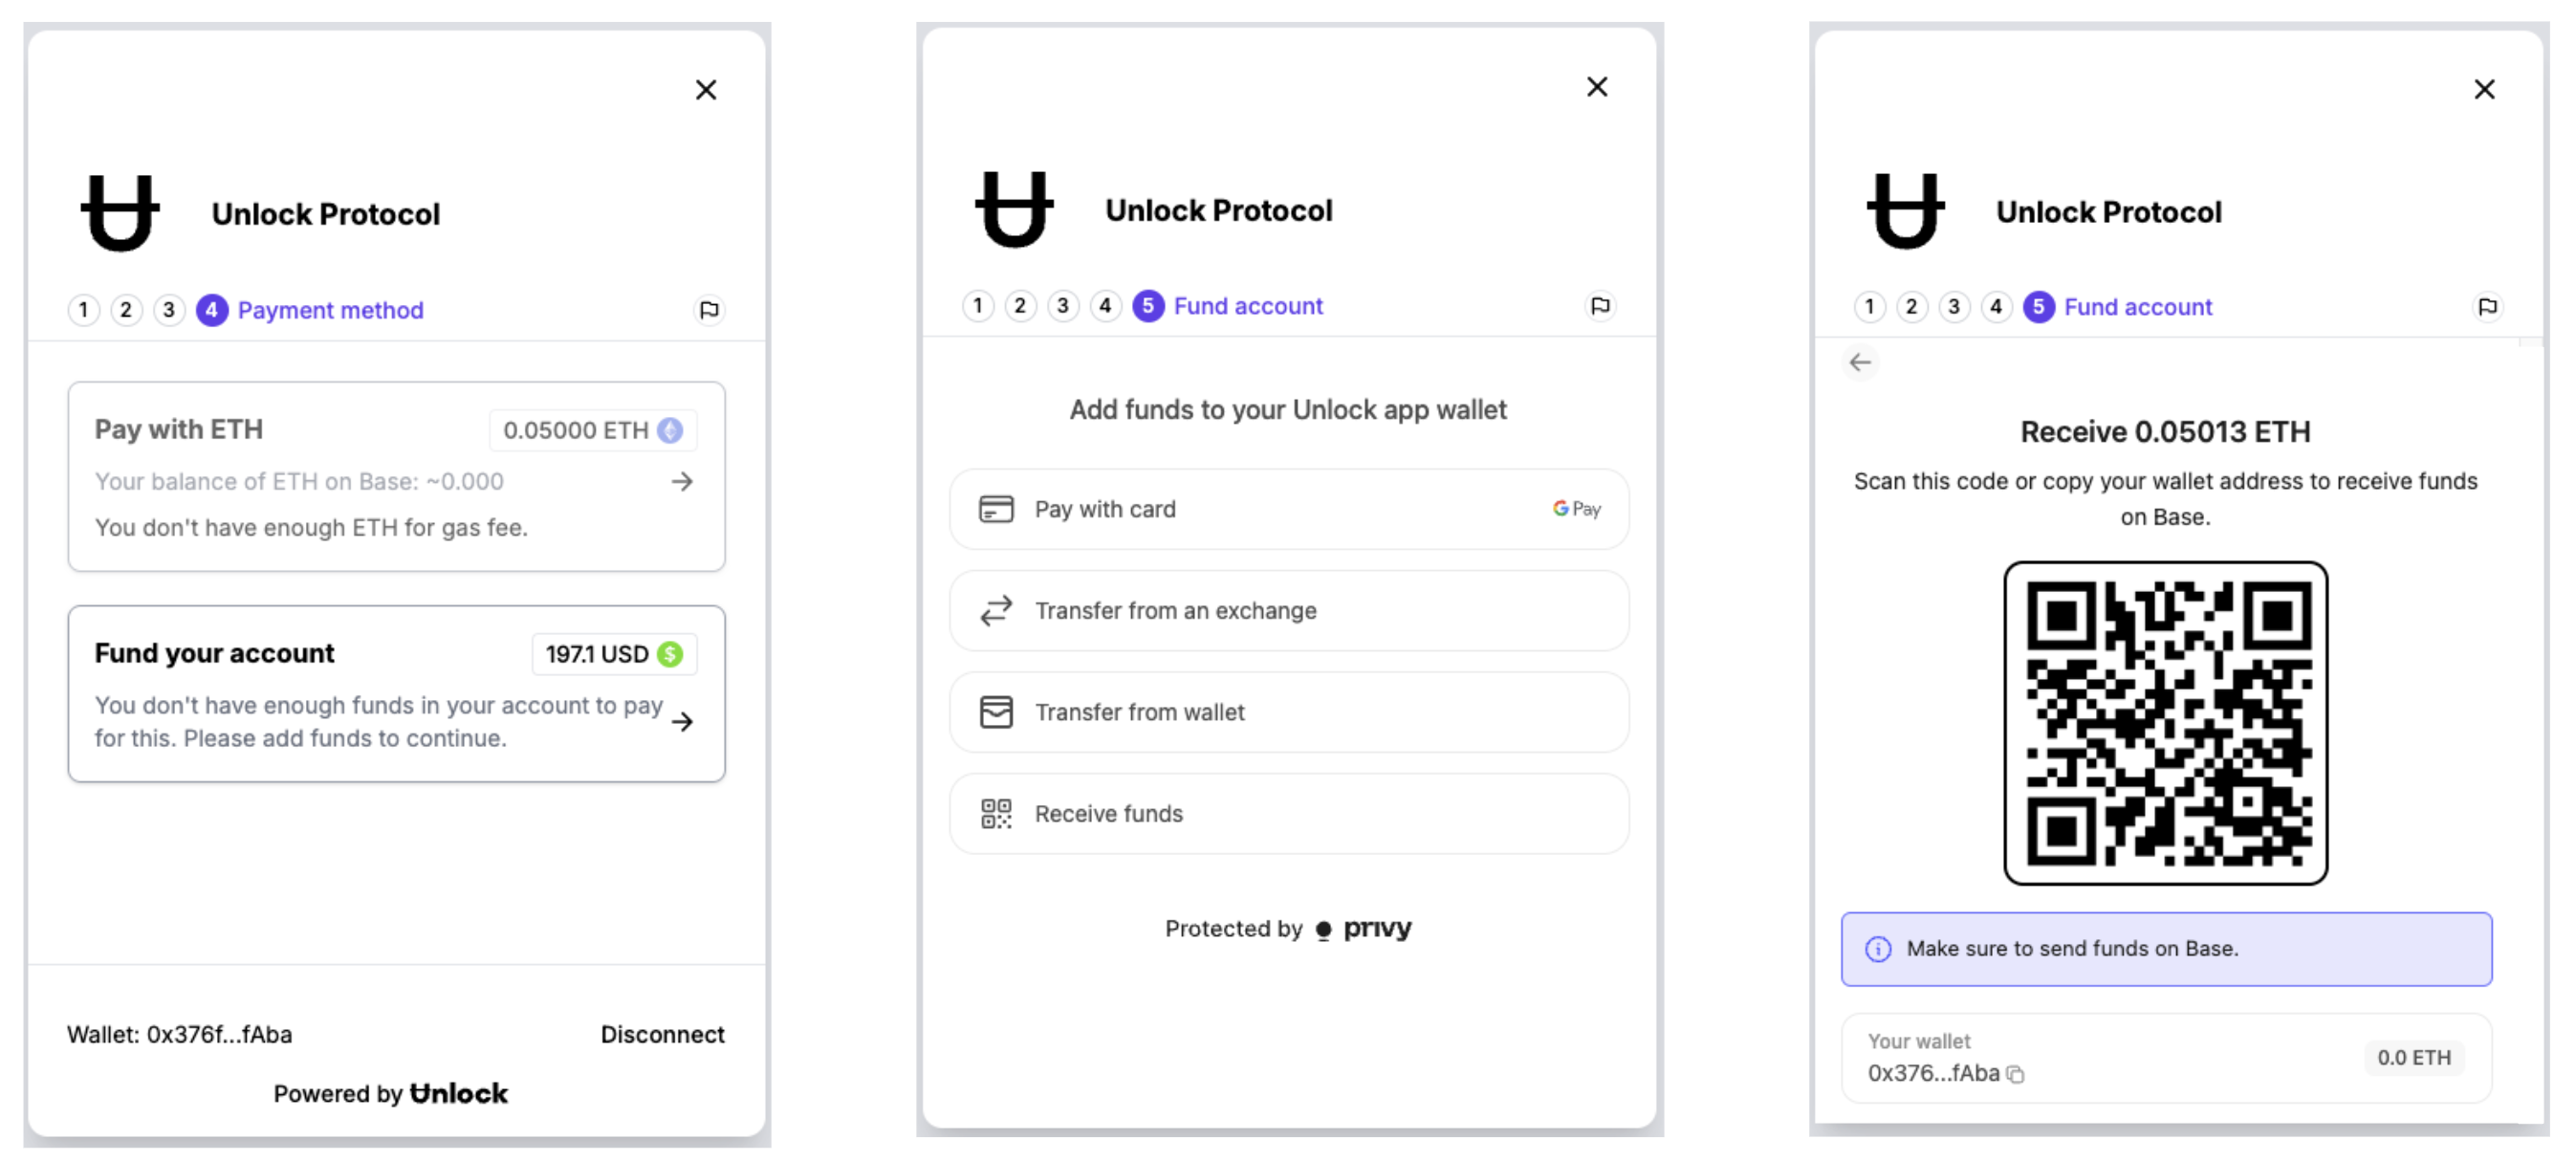 Unlock Protocol
1 2 3 4 Payment method
Pay with ETH 0.05000 ETH
Your balance of ETH on Base: ~0.000
You don't have enough ETH for gas fee.
Fund your account 197.1 USD $
You don't have enough funds in your account to pay
for this. Please add funds to continue.
Wallet: 0x376f...fAba Disconnect
Powered by Unlock
Unlock Protocol
1 2 3 4 5 Fund account
Add funds to your Unlock app wallet
Pay with card G Pay
Transfer from an exchange
Transfer from wallet
Receive funds
Protected by privy
Unlock Protocol
1 2 3 4 5 Fund account
Receive 0.05013 ETH
Scan this code or copy your wallet address to receive funds
on Base.
Make sure to send funds on Base.
Your wallet
0x376...fAba
0.0 ETH